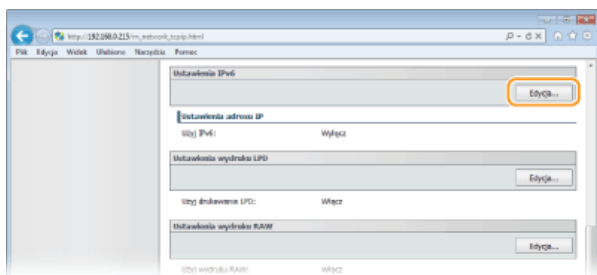 http://192.168.0.215/m_network_tcpip.html
Plik Edycja Widok Ulubione Narzędzia Pomoc
Ustawienia IPv6
Edycja...
Ustawienia adresu IP
Użyj IPv6: Wyłącz
Ustawienia wydruku LPD
Edycja...
Użyj drukowania LPD: Włącz
Ustawienia wydruku RAW
Edycja...
Użyj wydruku RAW: Włącz